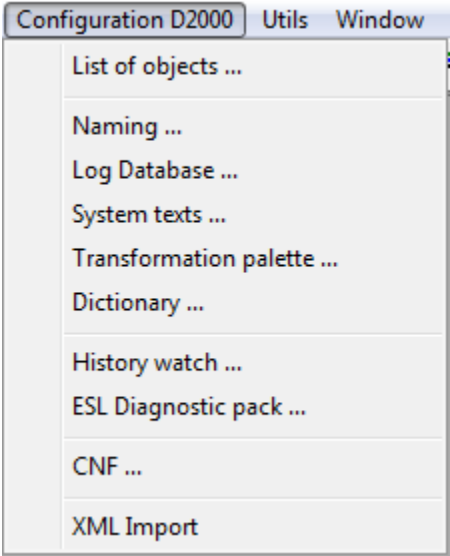 Configuration D2000 Utils Window
List of objects ...
Naming ...
Log Database ...
System texts ...
Transformation palette ...
Dictionary ...
History watch ...
ESL Diagnostic pack ...
CNF ...
XML Import